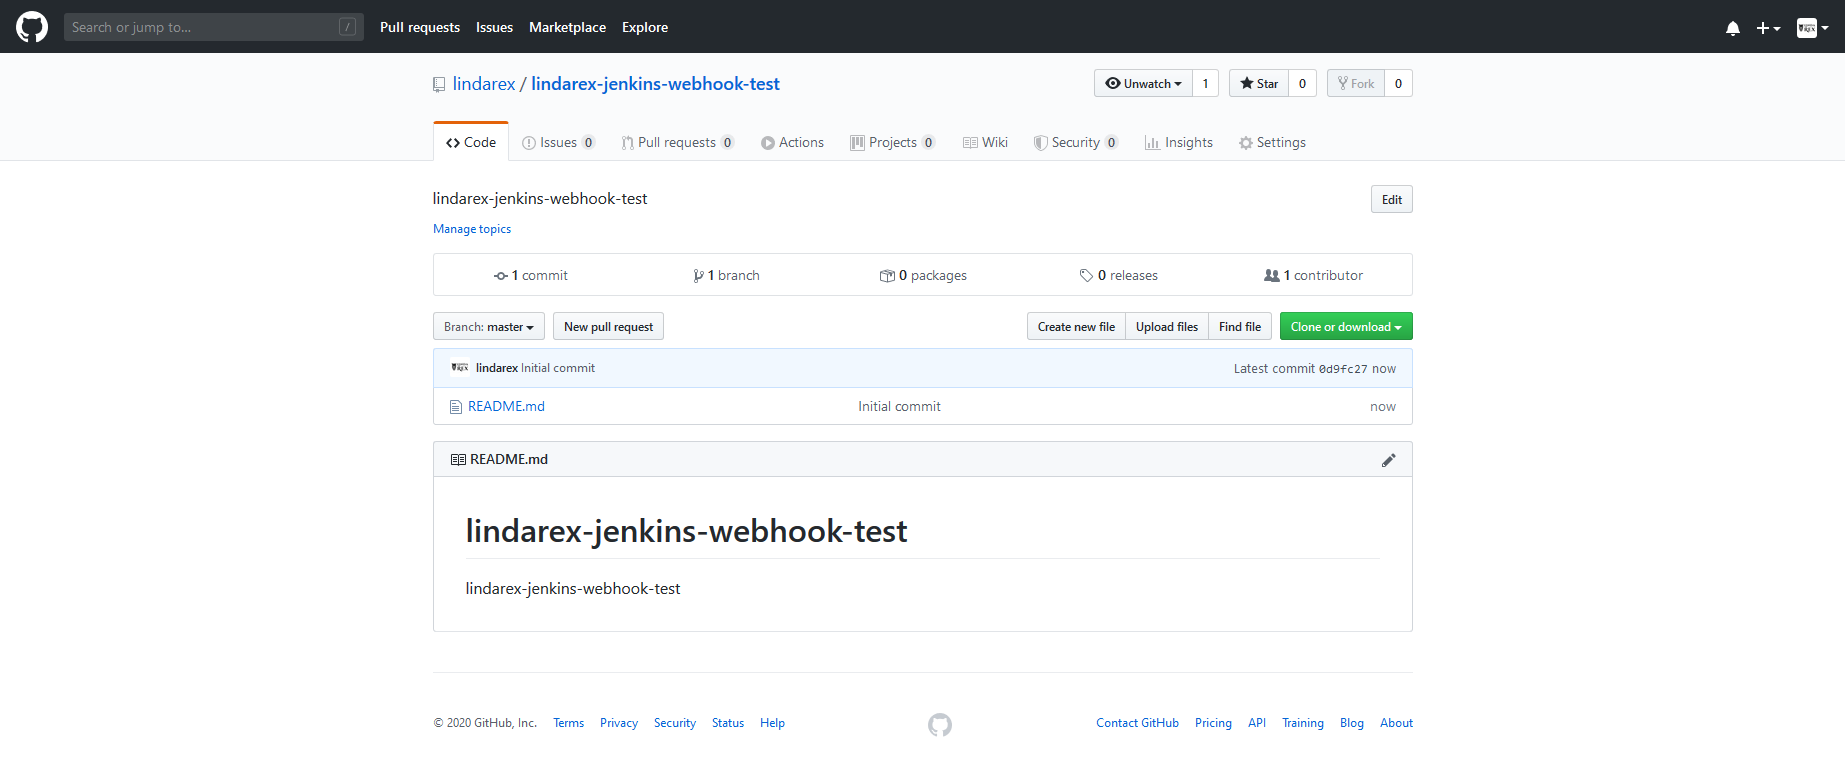 Search or jump to... / Pull requests Issues Marketplace Explore
lindarex / lindarex-jenkins-webhook-test Unwatch 1 Star 0 Fork 0
Code Issues 0 Pull requests 0 Actions Projects 0 Wiki Security 0 Insights Settings
lindarex-jenkins-webhook-test Edit
Manage topics
1 commit 1 branch 0 packages 0 releases 1 contributor
Branch: master New pull request Create new file Upload files Find file Clone or download
lindarex Initial commit Latest commit 0d9fc27 now
README.md Initial commit now
README.md
lindarex-jenkins-webhook-test
lindarex-jenkins-webhook-test
© 2020 GitHub, Inc. Terms Privacy Security Status Help Contact GitHub Pricing API Training Blog About